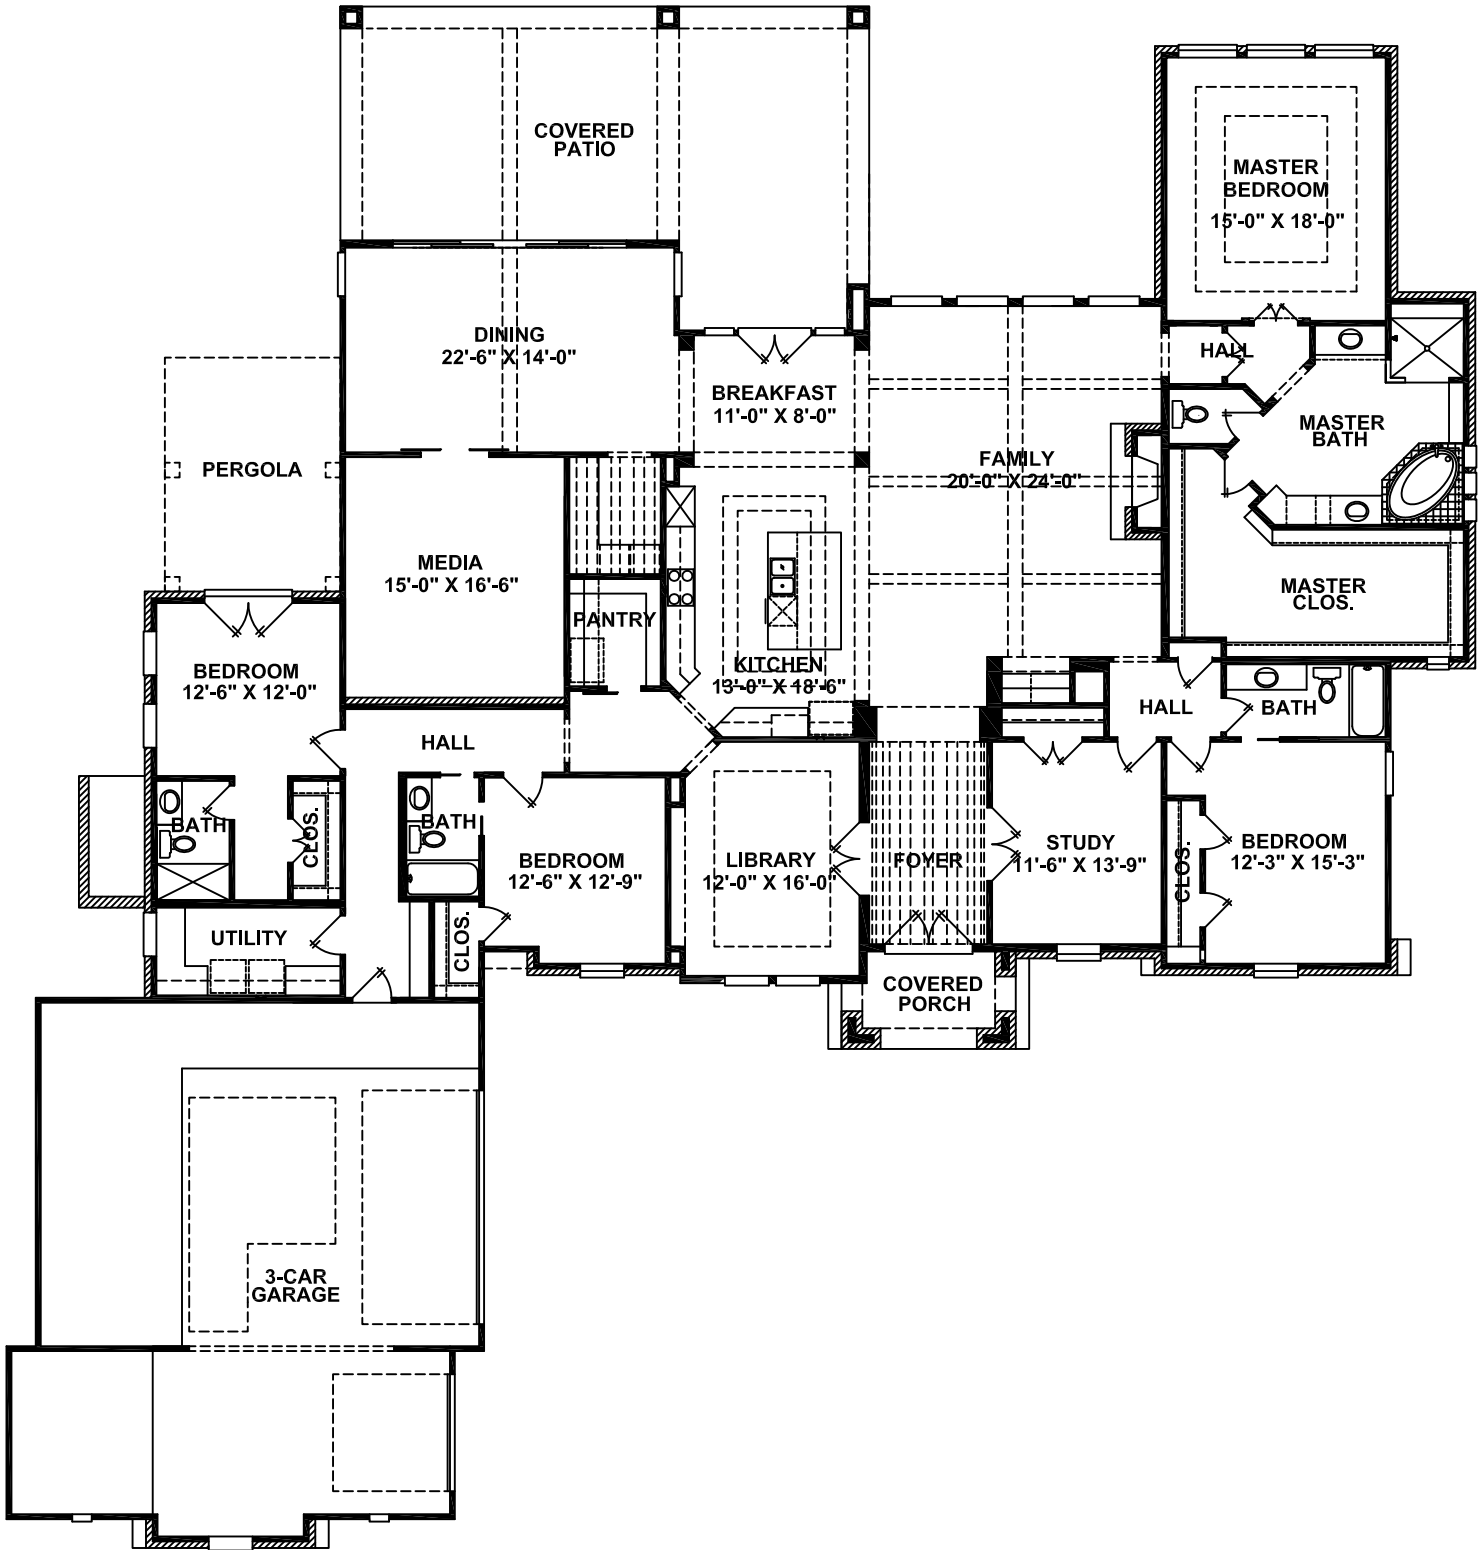 COVERED
PATIO
MASTER
BEDROOM
15'-0" X 18'-0"
DINING
22'-6" X 14'-0"
HALL
BREAKFAST
11'-0" X 8'-0"
MASTER
BATH
PERGOLA
FAMILY
20'-0" X 24'-0"
MEDIA
15'-0" X 16'-6"
MASTER
CLOS.
PANTRY
BEDROOM
12'-6" X 12'-0"
KITCHEN
13'-0" X 18'-6"
HALL
BATH
HALL
BATH
CLOS.
BATH
BEDROOM
12'-6" X 12'-9"
LIBRARY
12'-0" X 16'-0"
FOYER
STUDY
11'-6" X 13'-9"
CLOS.
BEDROOM
12'-3" X 15'-3"
UTILITY
CLOS.
COVERED
PORCH
3-CAR
GARAGE